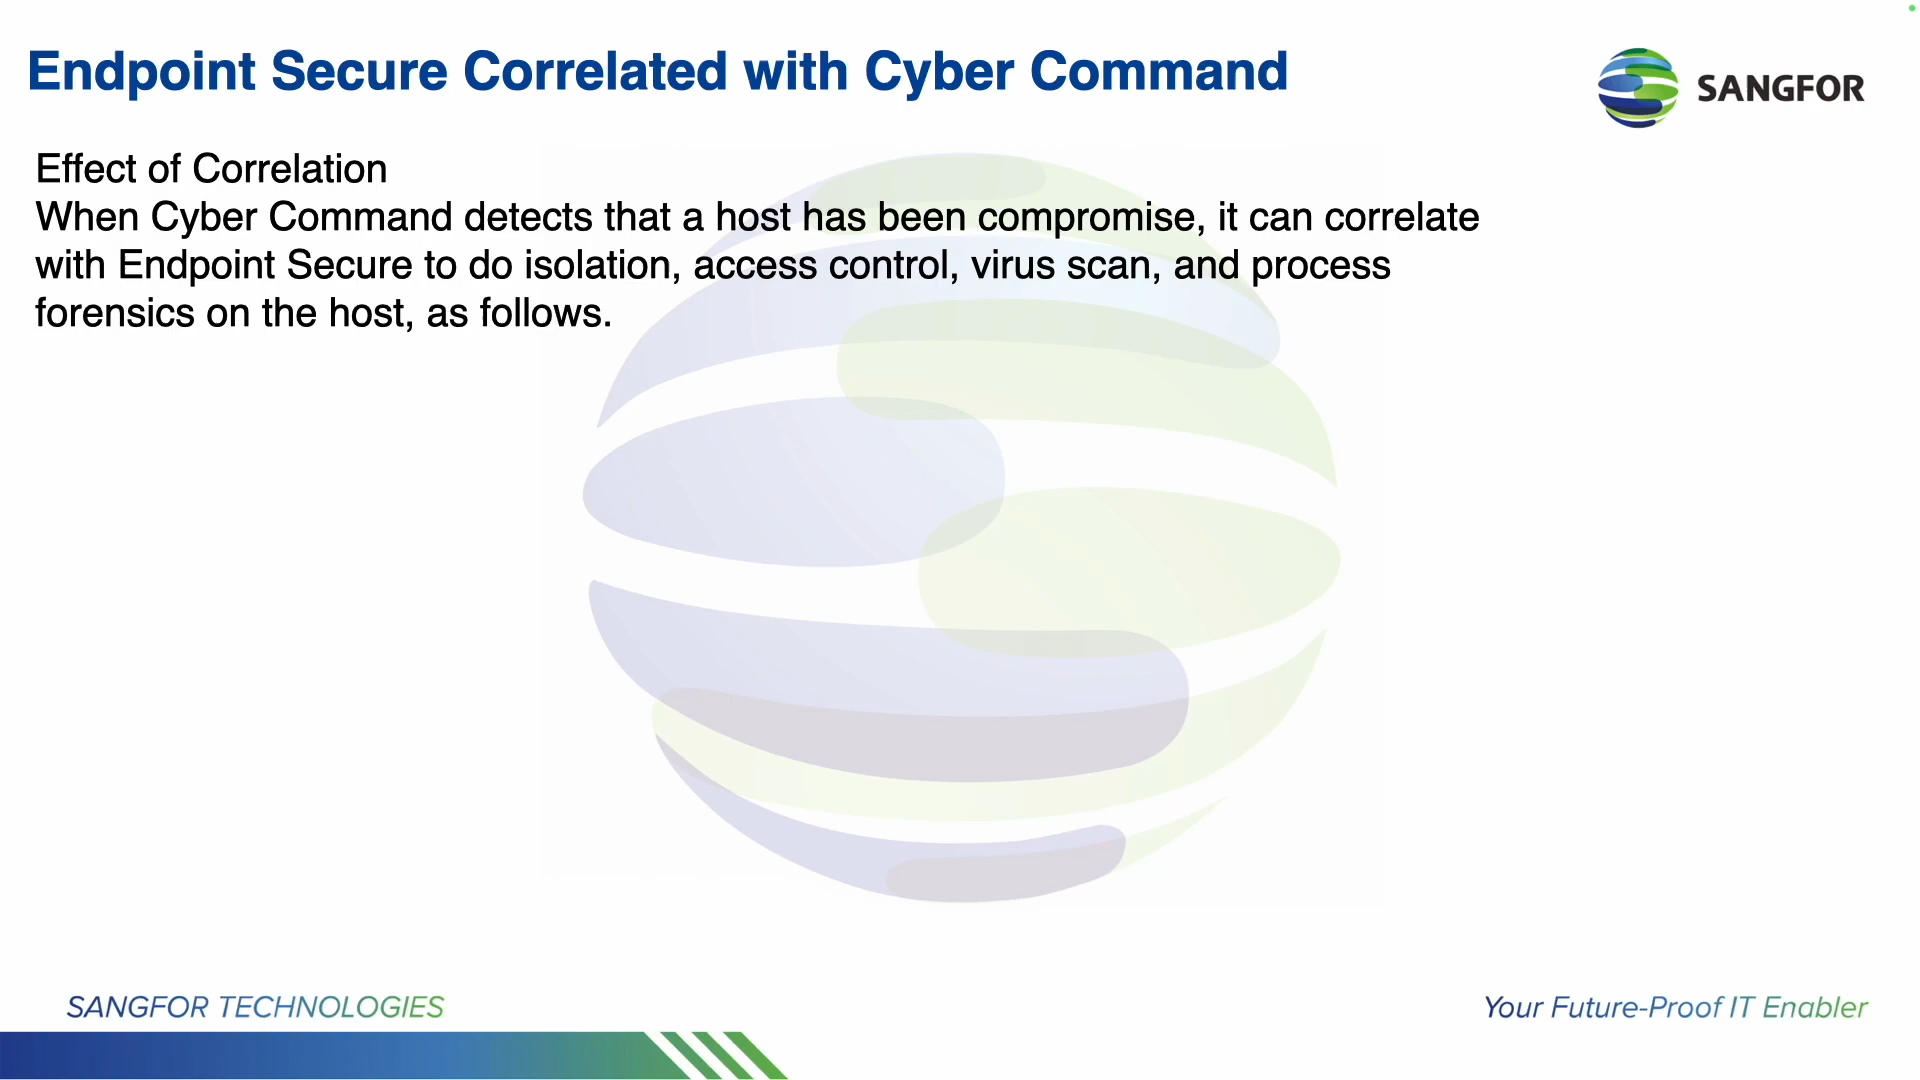 Endpoint Secure Correlated with Cyber Command
SANGFOR
Effect of Correlation
When Cyber Command detects that a host has been compromise, it can correlate
with Endpoint Secure to do isolation, access control, virus scan, and process
forensics on the host, as follows.
SANGFOR TECHNOLOGIES
Your Future-Proof IT Enabler